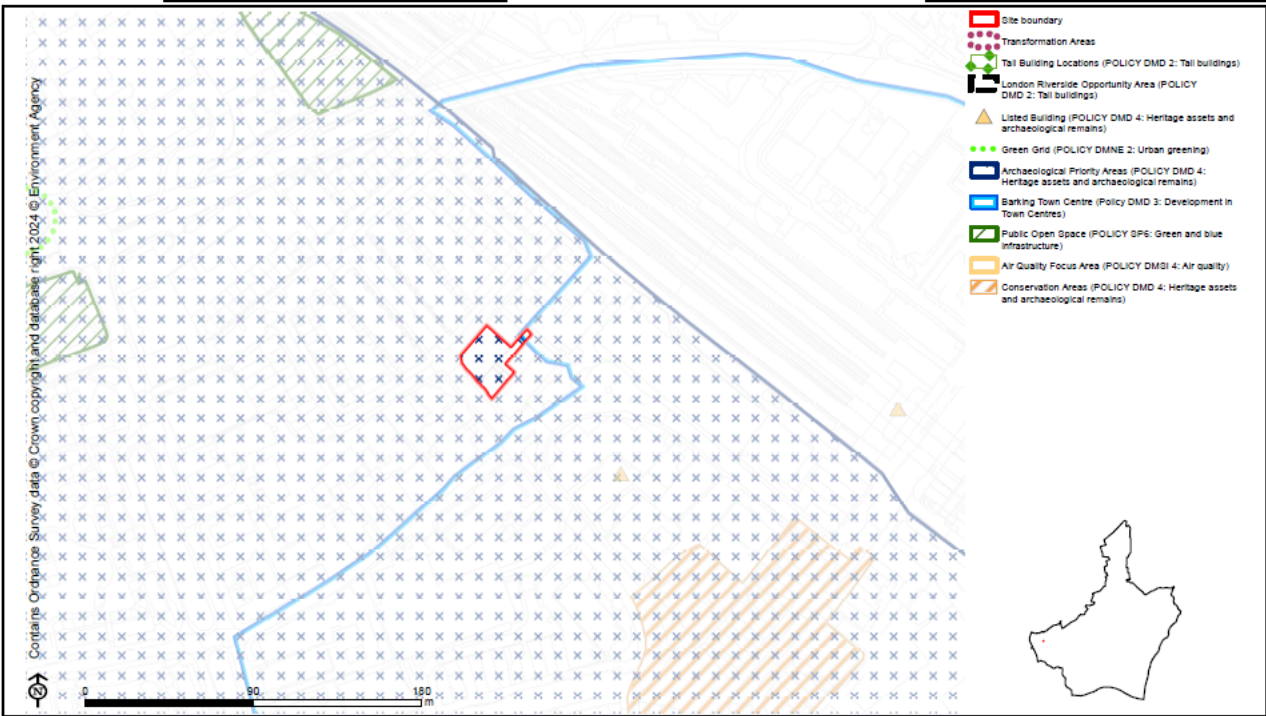 Site boundary
Transformation Areas
Tall Building Locations (POLICY DMD 2: Tall buildings)
London Riverside Opportunity Area (POLICY
DMD 2: Tall buildings)
Listed Building (POLICY DMD 4: Heritage assets and
archaeological remains)
Green Grid (POLICY DMNE 2: Urban greening)
Archaeological Priority Areas (POLICY DMD 4:
Heritage assets and archaeological remains)
Barking Town Centre (Policy DMD 3: Development in
Town Centres)
Public Open Space (POLICY SP6: Green and blue
infrastructure)
Air Quality Focus Area (POLICY DMSI 4: Air quality)
Conservation Areas (POLICY DMD 4: Heritage assets
and archaeological remains)
Contains Ordnance Survey data © Crown copyright and database right 2024 © Environment Agency
N
0 90 180
m